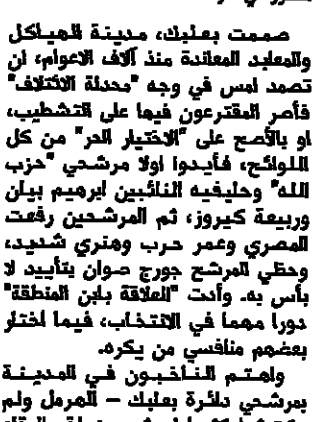 صممت بعلبك، مدينة الهياكل
والمعابد المعاندة منذ آلاف الاعوام، ان
تصمد امس في وجه "محدلة الائتلاف"
فأصر المقترعون فيها على التشطيب،
او بالأصح على "الاختيار الحر" من كل
اللوائح، فأيدوا اولا مرشحي "حزب
الله" وحليفيه النائبين ابرهيم بيان
وربيعة كيروز، ثم المرشحين رفعت
المصري وعمر حرب وهنري شديد،
وحظي المرشح جورج صوان بتأييد لا
بأس به. وأدت "العلاقة بابن المنطقة"
دورا مهما في الانتخاب، فيما اختار
بعضهم منافسي من يكره.
واهتم الناخبون في المدينة
بمرشحي دائرة بعلبك – الهرمل ولم